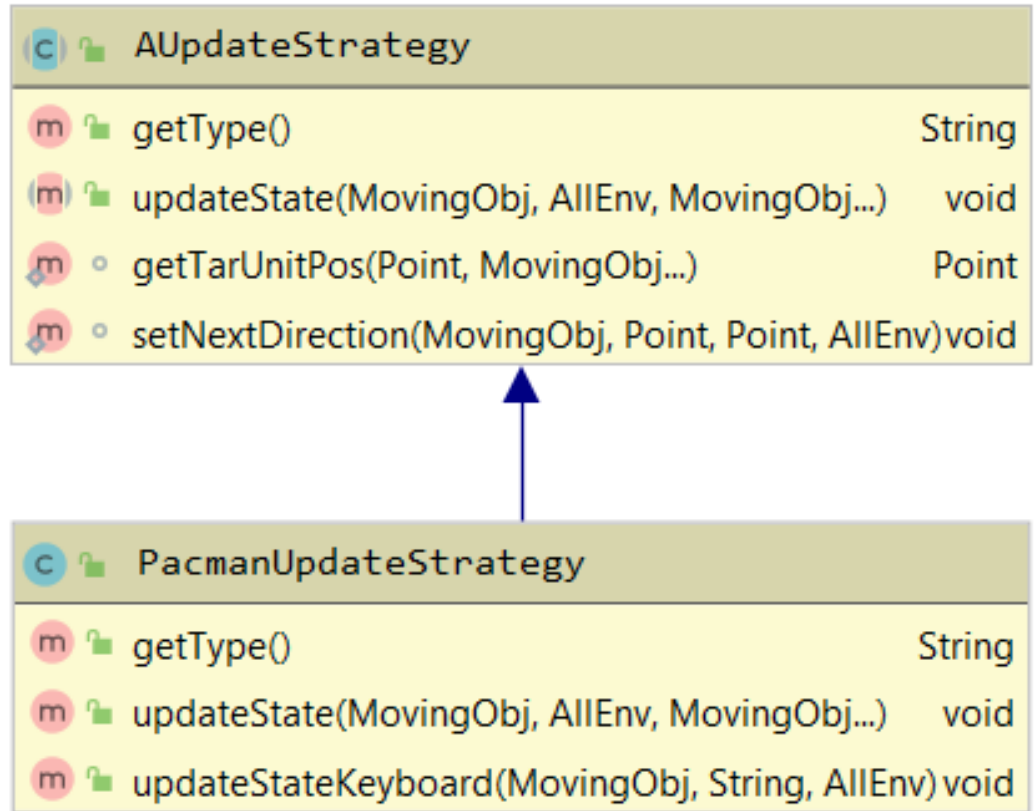 AUpdateStrategy
getType() String
updateState(MovingObj, AllEnv, MovingObj...) void
getTarUnitPos(Point, MovingObj...) Point
setNextDirection(MovingObj, Point, Point, AllEnv) void
PacmanUpdateStrategy
getType() String
updateState(MovingObj, AllEnv, MovingObj...) void
updateStateKeyboard(MovingObj, String, AllEnv) void